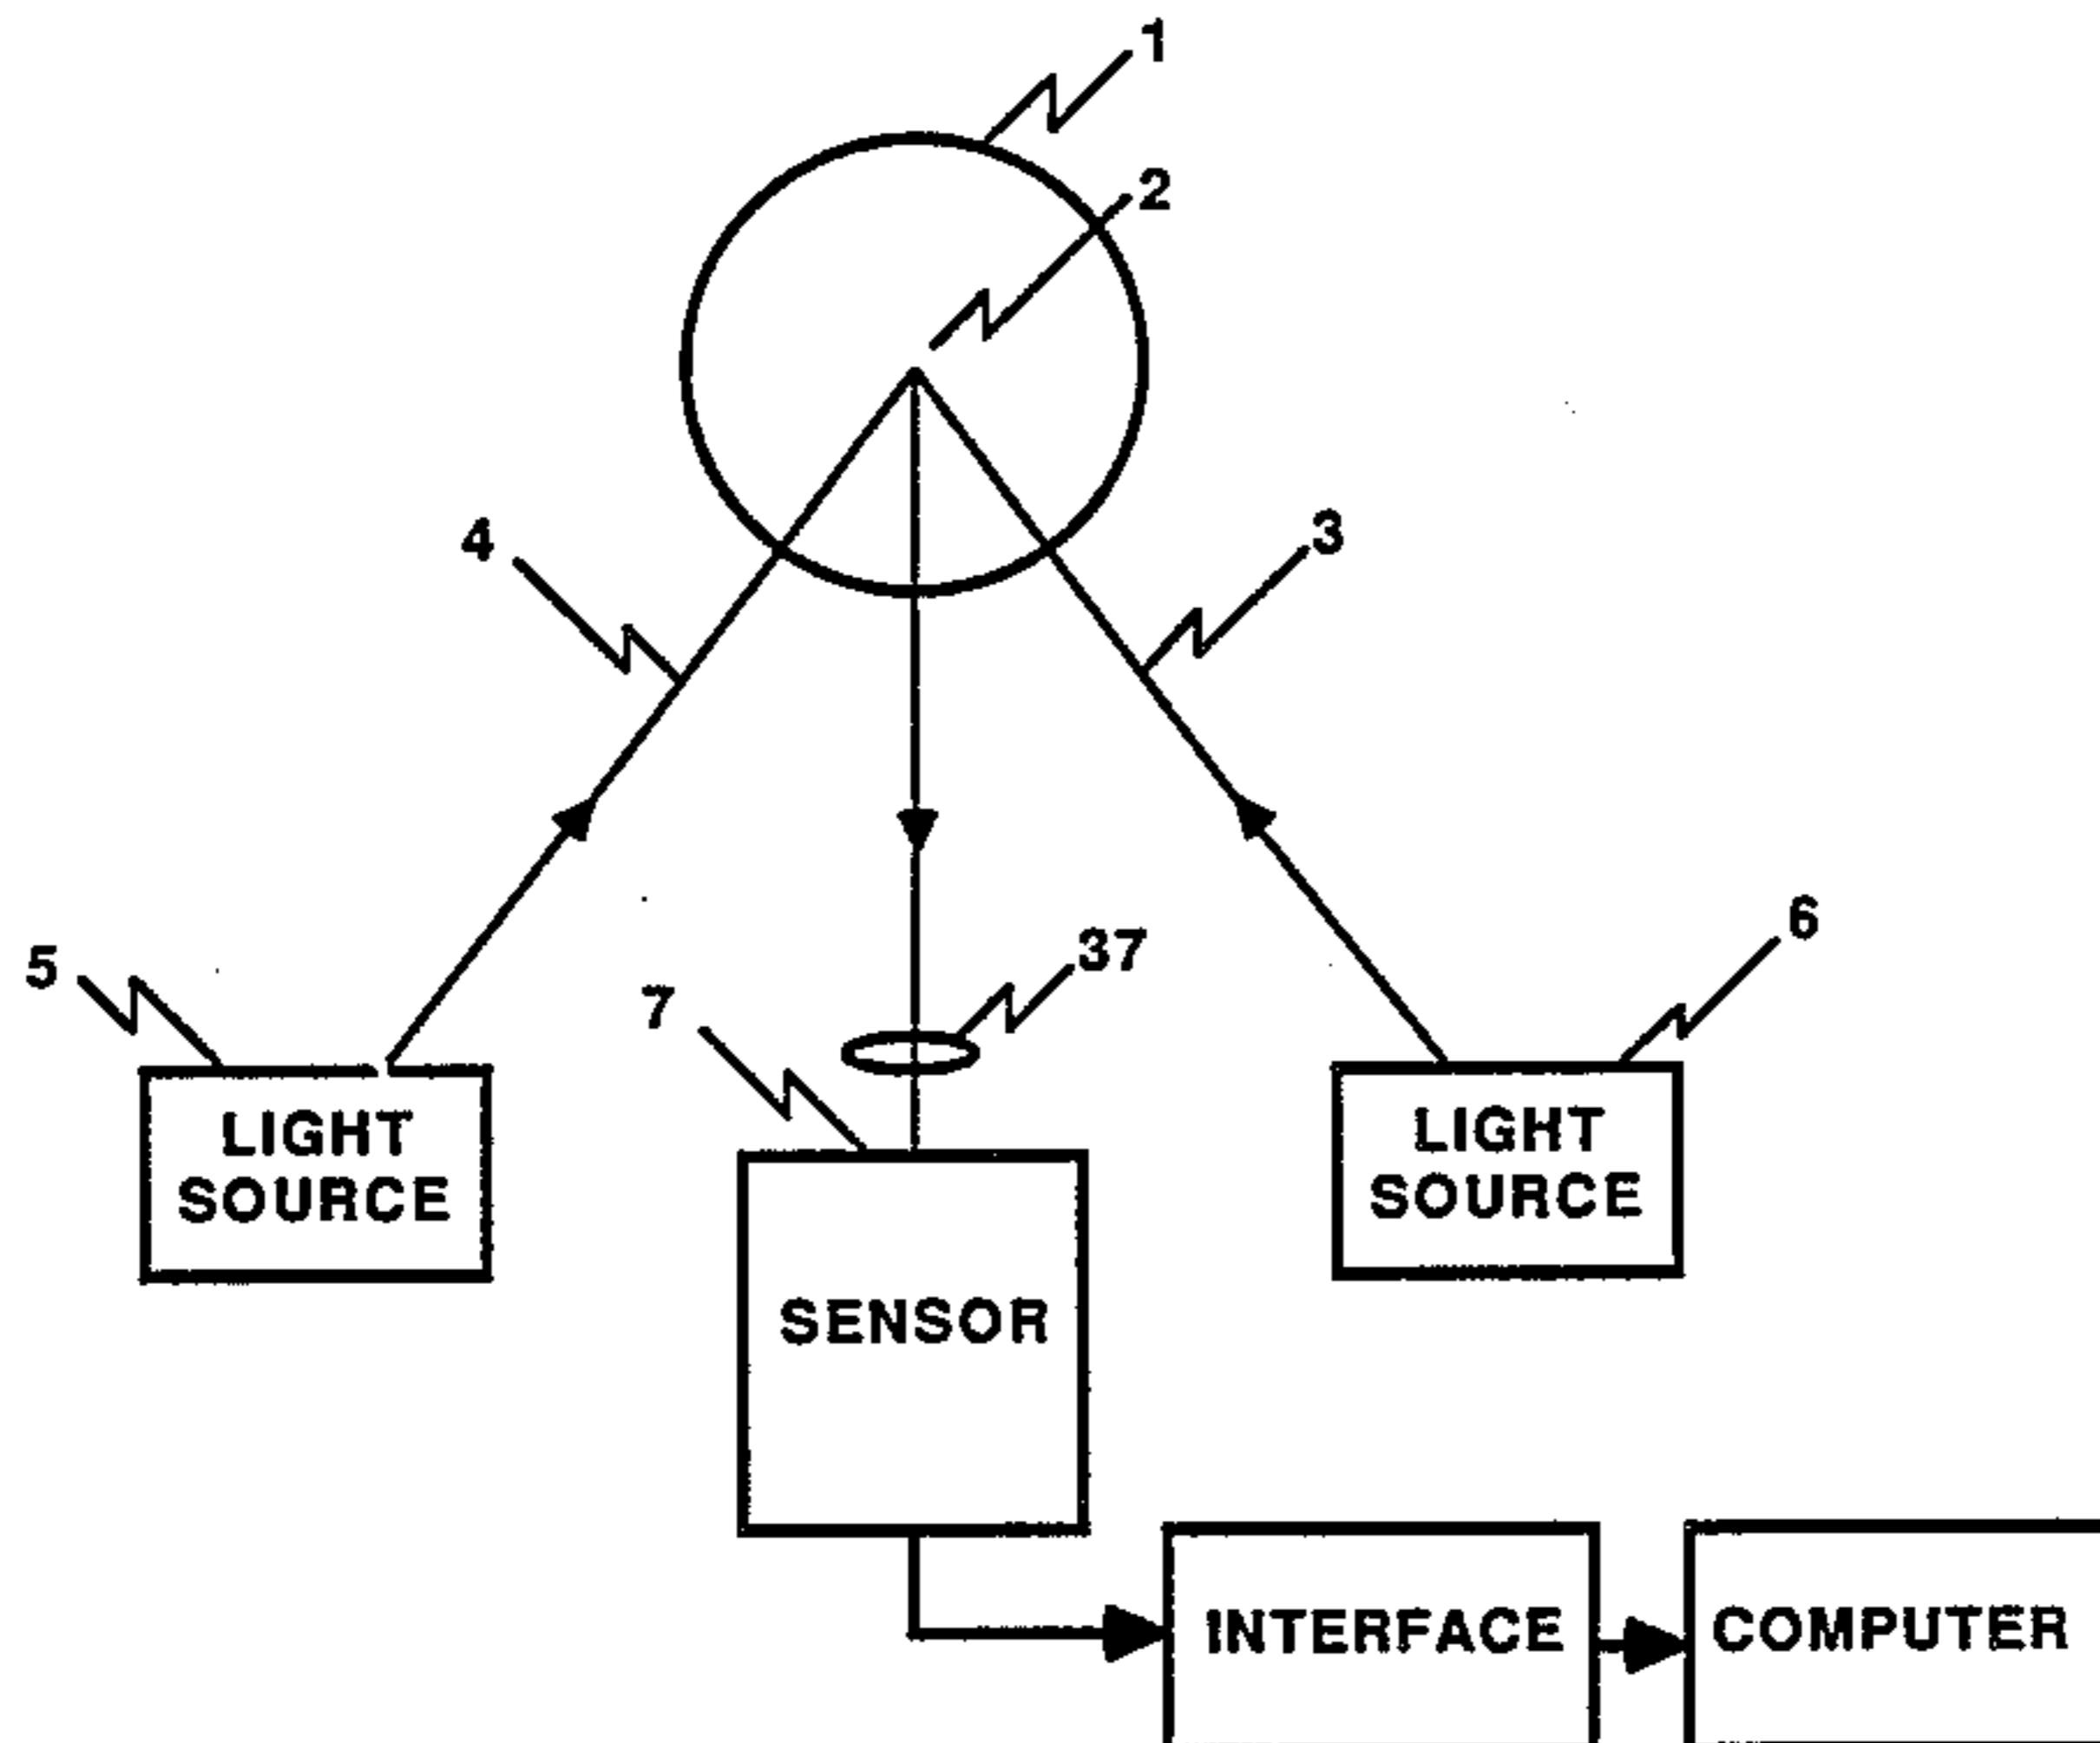 1
2
4
3
5
7
37
6
LIGHT
SOURCE
LIGHT
SOURCE
SENSOR
INTERFACE
COMPUTER